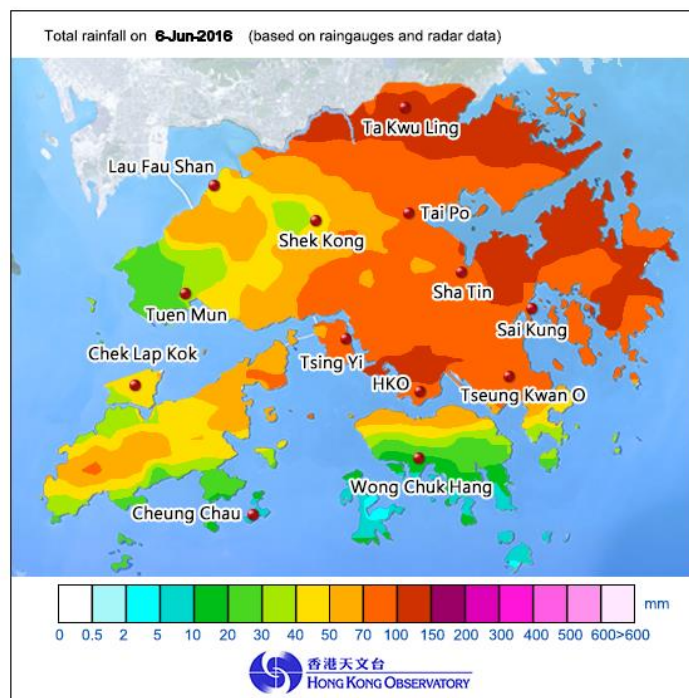 Total rainfall on 6-Jun-2016 (based on raingauges and radar data)
Ta Kwu Ling
Lau Fau Shan
Tai Po
Shek Kong
Sha Tin
Tuen Mun
Sai Kung
Chek Lap Kok
Tsing Yi
HKO
Tseung Kwan O
Wong Chuk Hang
Cheung Chau
0 0.5 2 5 10 20 30 40 50 70 100 150 200 300 400 500 600 >600 mm
香港天文台
HONG KONG OBSERVATORY